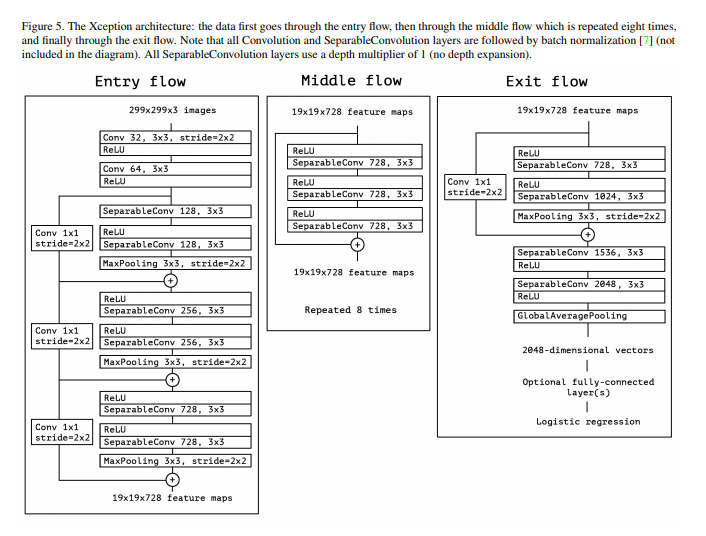 Figure 5. The Xception architecture: the data first goes through the entry flow, then through the middle flow which is repeated eight times,
and finally through the exit flow. Note that all Convolution and SeparableConvolution layers are followed by batch normalization [7] (not
included in the diagram). All SeparableConvolution layers use a depth multiplier of 1 (no depth expansion).
Entry flow
299x299x3 images
Conv 32, 3x3, stride=2x2
ReLU
Conv 64, 3x3
ReLU
SeparableConv 128, 3x3
Conv 1x1
stride=2x2
ReLU
SeparableConv 128, 3x3
MaxPooling 3x3, stride=2x2
+
ReLU
SeparableConv 256, 3x3
Conv 1x1
stride=2x2
ReLU
SeparableConv 256, 3x3
MaxPooling 3x3, stride=2x2
+
ReLU
SeparableConv 728, 3x3
Conv 1x1
stride=2x2
ReLU
SeparableConv 728, 3x3
MaxPooling 3x3, stride=2x2
+
19x19x728 feature maps
Middle flow
19x19x728 feature maps
ReLU
SeparableConv 728, 3x3
ReLU
SeparableConv 728, 3x3
ReLU
SeparableConv 728, 3x3
+
19x19x728 feature maps
Repeated 8 times
Exit flow
19x19x728 feature maps
ReLU
SeparableConv 728, 3x3
Conv 1x1
stride=2x2
ReLU
SeparableConv 1024, 3x3
MaxPooling 3x3, stride=2x2
+
SeparableConv 1536, 3x3
ReLU
SeparableConv 2048, 3x3
ReLU
GlobalAveragePooling
2048-dimensional vectors
Optional fully-connected
layer(s)
Logistic regression